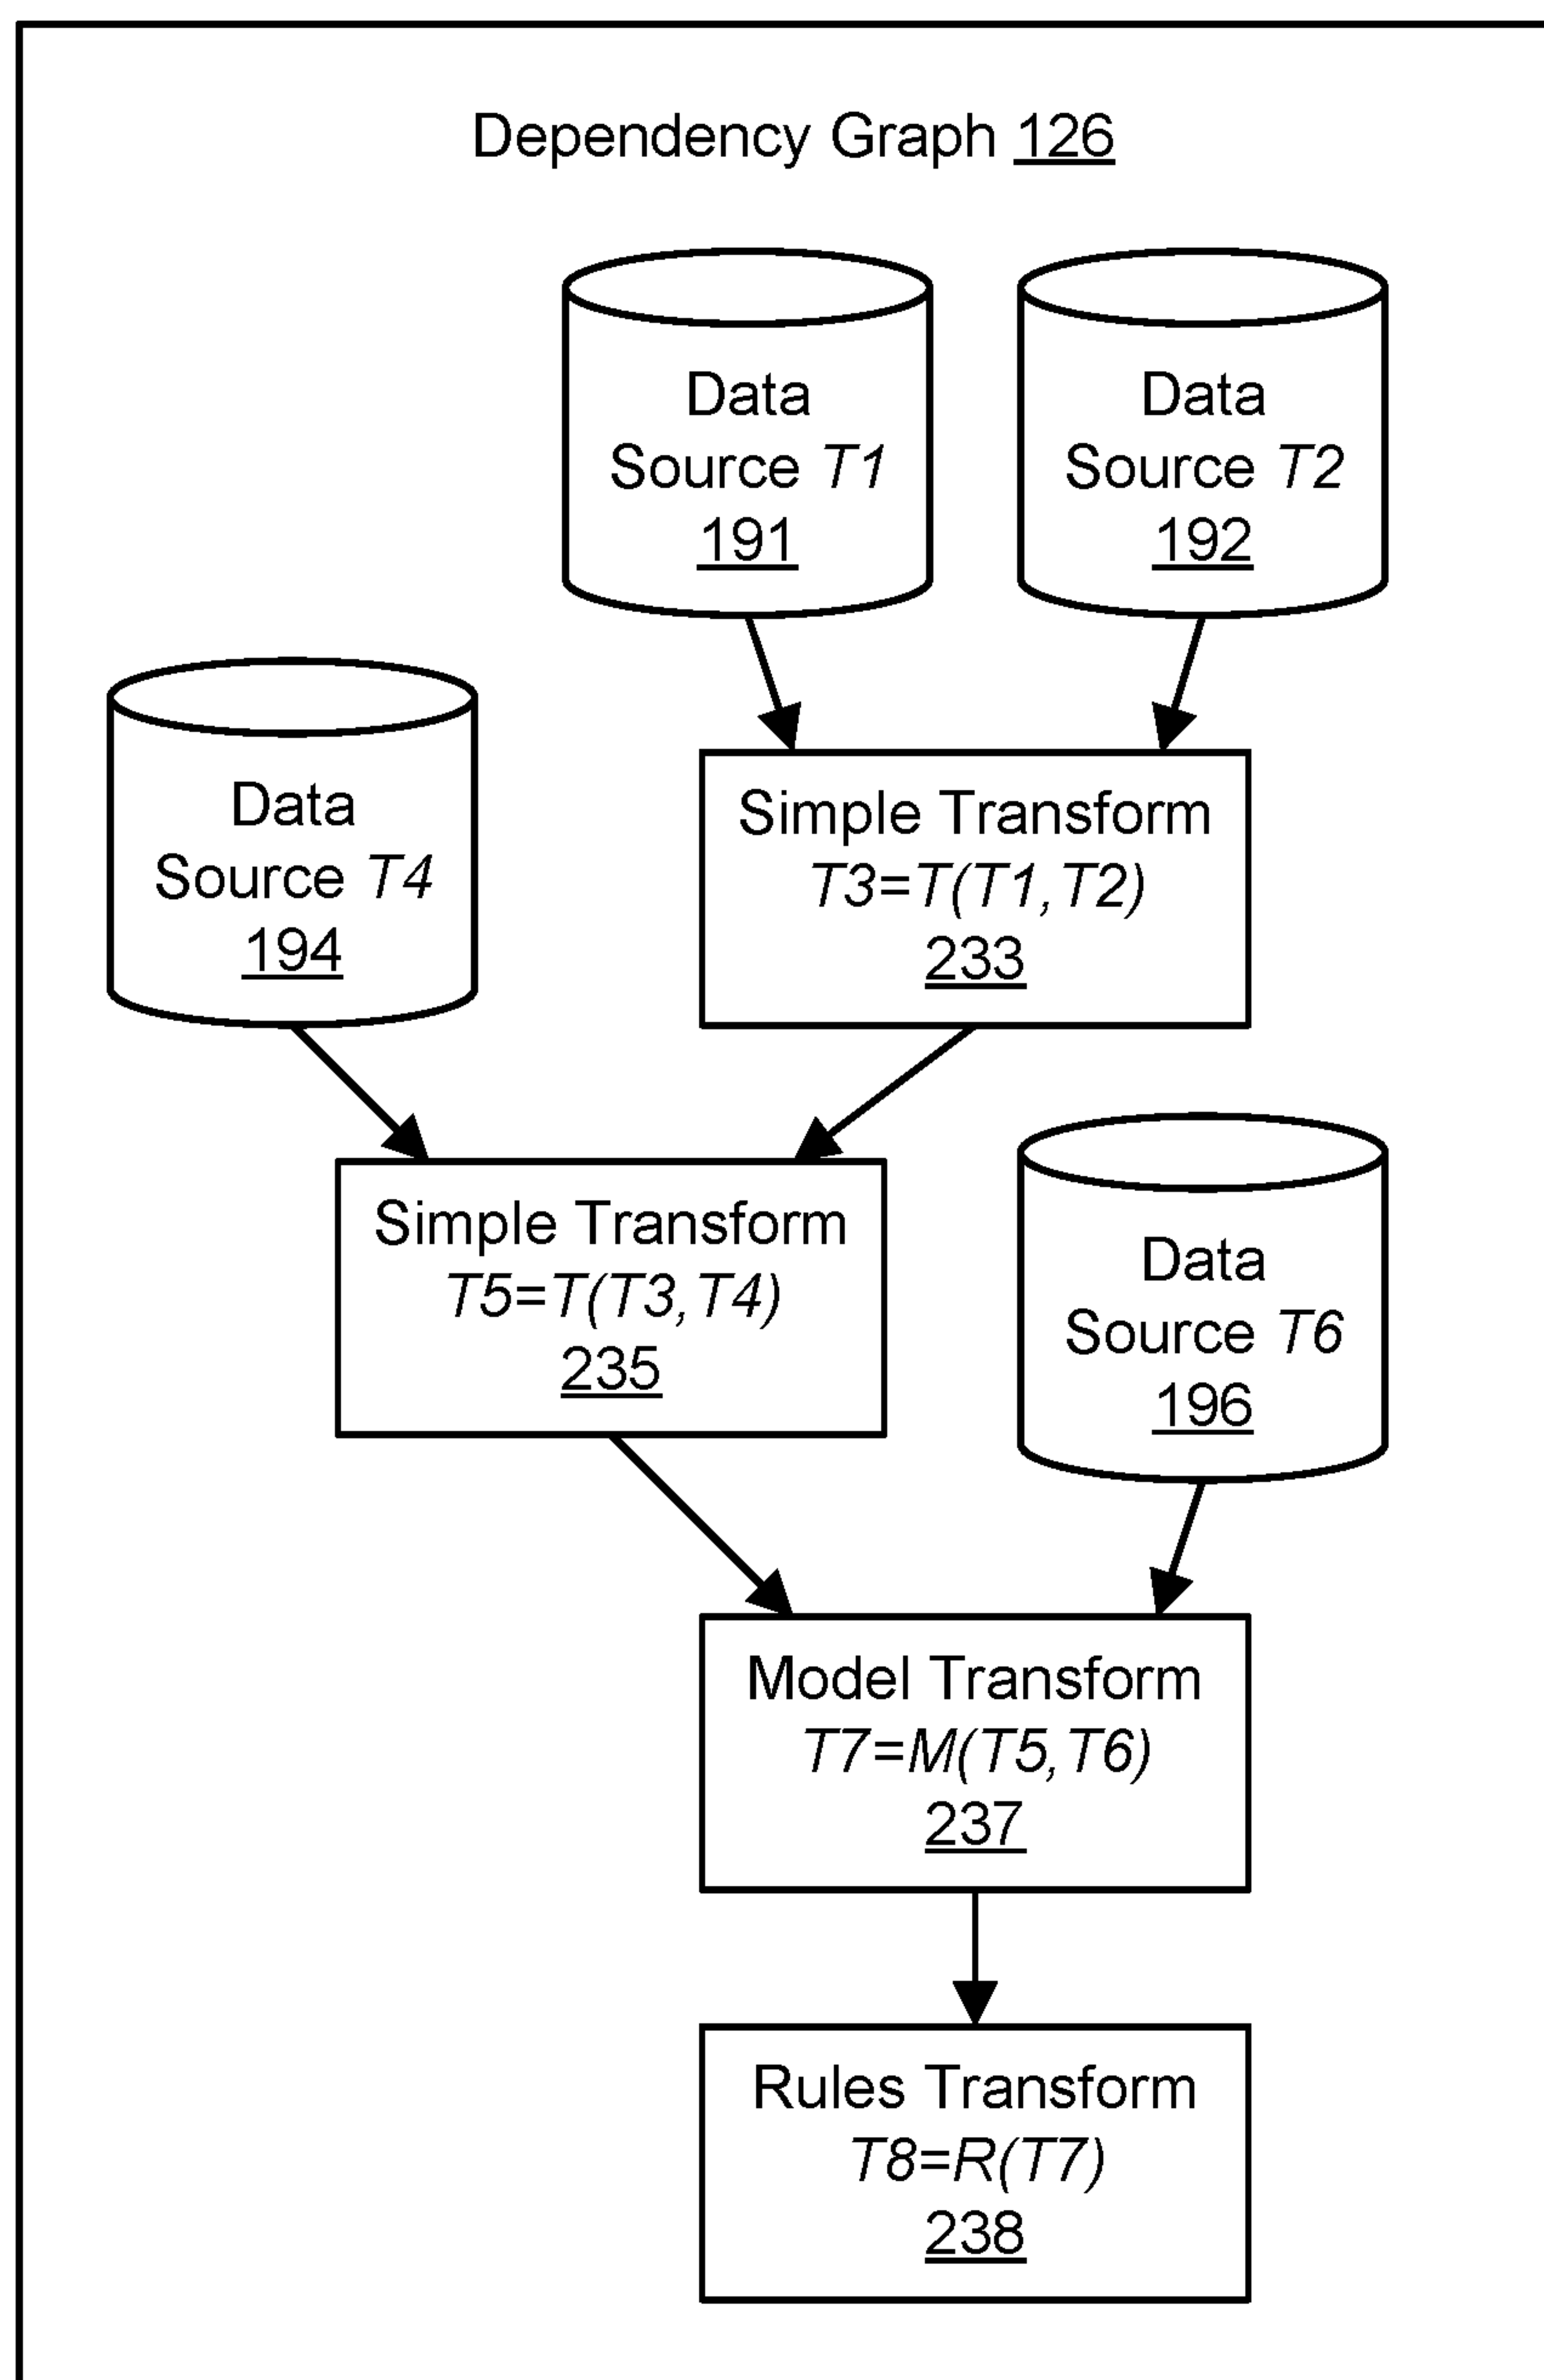 Dependency Graph 126
Data
Source T1
191
Data
Source T2
192
Data
Source T4
194
Simple Transform
T3=T(T1,T2)
233
Simple Transform
T5=T(T3,T4)
235
Data
Source T6
196
Model Transform
T7=M(T5,T6)
237
Rules Transform
T8=R(T7)
238